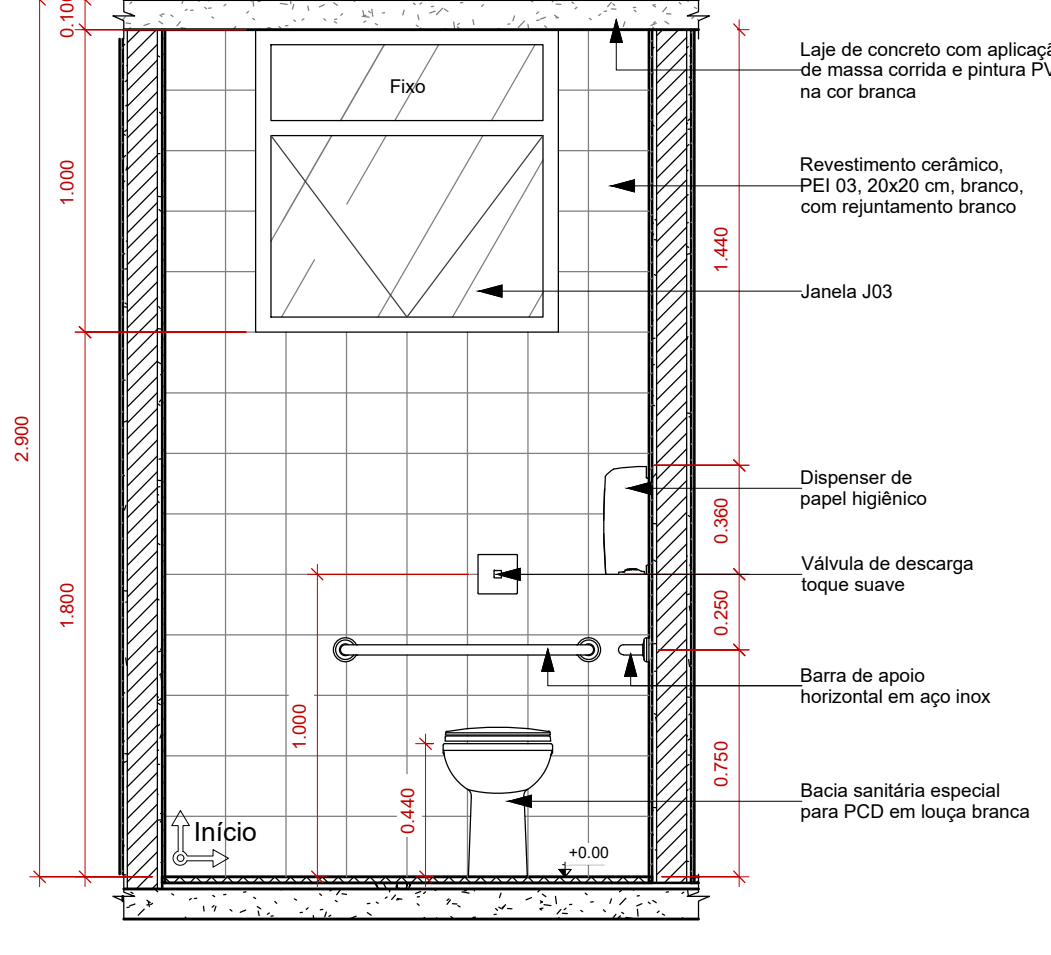 0.100
Laje de concreto com
de massa corrida e pintura
na cor branca
Fixo
Revestimento cerâmico,
PEI 03, 20x20 cm, branco,
com rejuntamento branco
1.000
1.440
Janela J03
2.900
Dispenser de
papel higiênico
0.360
Válvula de descarga
toque suave
1.800
0.250
Barra de apoio
horizontal em aço inox
1.000
0.750
Bacia sanitária especial
para PCD em louça branca
0.440
Início
+0.00